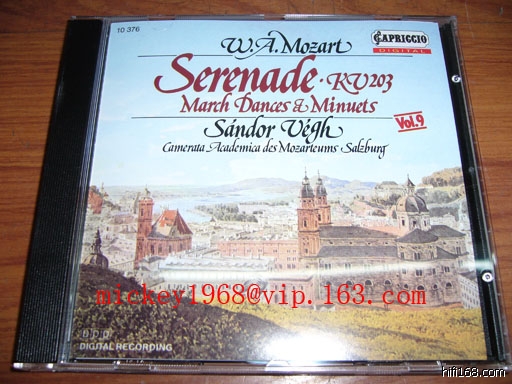 10 376
W.A. Mozart
CAPRICCIO
DIGITAL
Serenade · KV 203
March Dances & Minuets
Sándor Végh
Vol. 9
Camerata Academica des Mozarteums · Salzburg
mickey1968@vip.163.com
DIGITAL RECORDING
hifi168.com